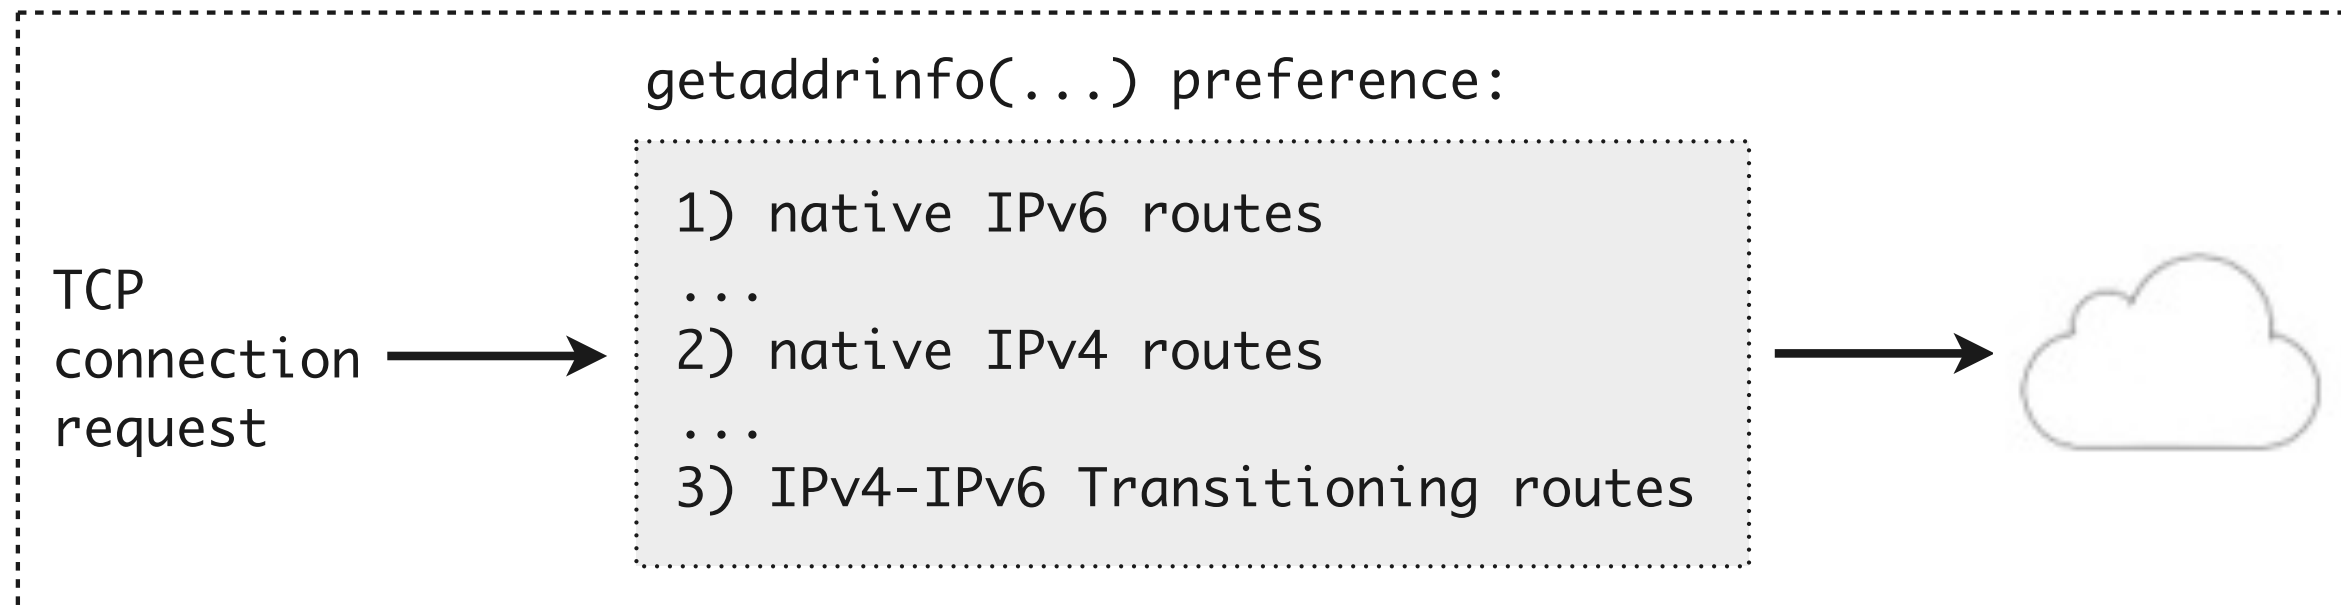 getaddrinfo(...) preference:
TCP
connection
request
1) native IPv6 routes
...
2) native IPv4 routes
...
3) IPv4-IPv6 Transitioning routes